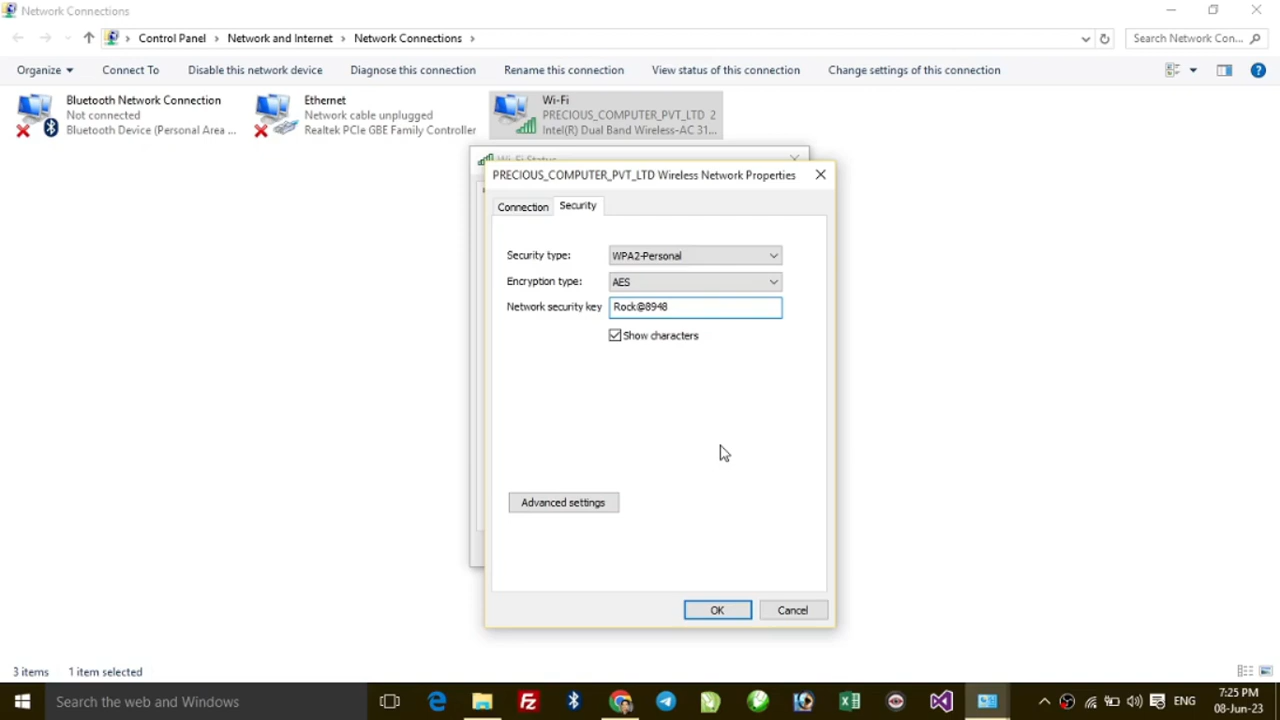 Network Connections
Control Panel > Network and Internet > Network Connections >
Search Network Con...
Organize
Connect To
Disable this network device
Diagnose this connection
Rename this connection
View status of this connection
Change settings of this connection
Bluetooth Network Connection
Not connected
Bluetooth Device (Personal Area ...
Ethernet
Network cable unplugged
Realtek PCIe GBE Family Controller
Wi-Fi
PRECIOUS_COMPUTER_PVT_LTD 2
Intel(R) Dual Band Wireless-AC 31...
Wi-Fi Status
PRECIOUS_COMPUTER_PVT_LTD Wireless Network Properties
Connection
Security
Security type:
WPA2-Personal
Encryption type:
AES
Network security key
Rock@8948
Show characters
Advanced settings
OK
Cancel
3 items
1 item selected
Search the web and Windows
ENG
7:25 PM
08-Jun-23